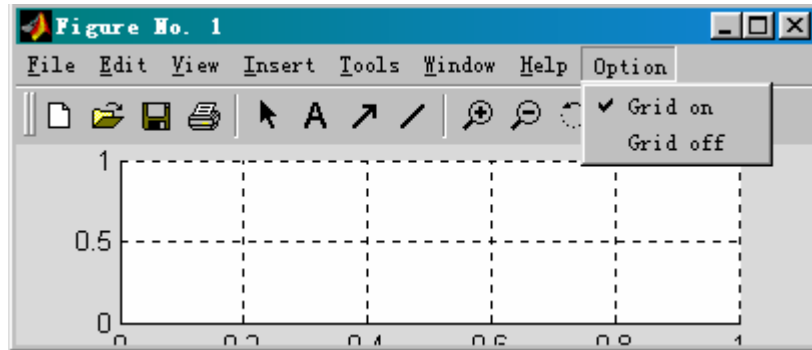 Figure No. 1
File Edit View Insert Tools Window Help Option
A
Grid on
Grid off
1
0.5
0